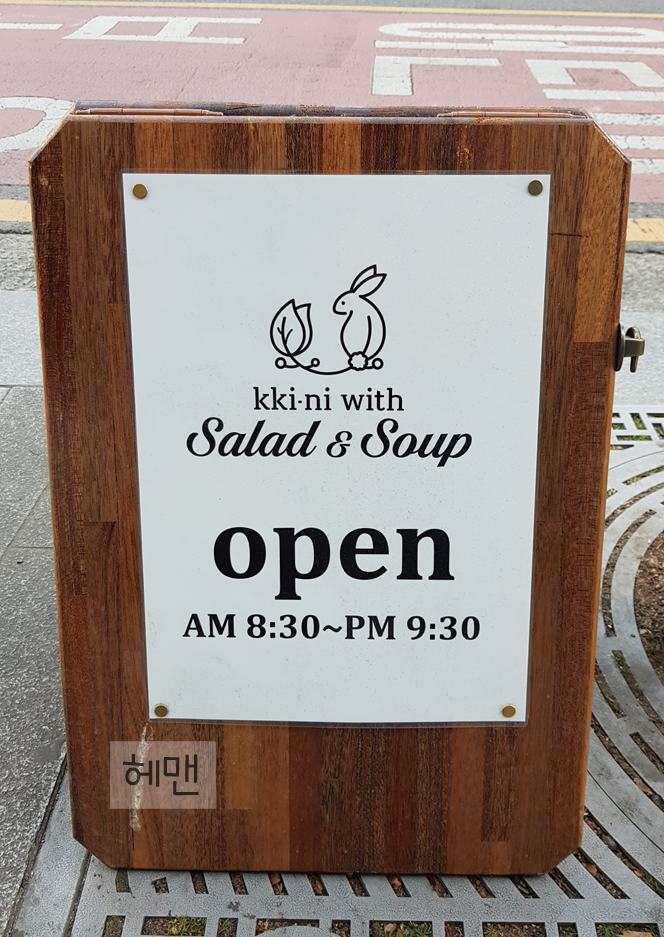 kki·ni with
Salad & Soup
open
AM 8:30~PM 9:30
헤맨